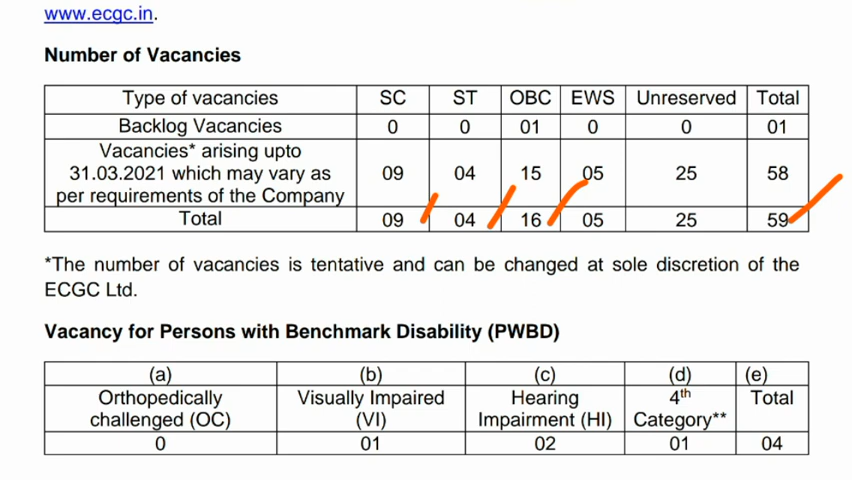 www.ecgc.in.
Number of Vacancies
Type of vacancies SC ST OBC EWS Unreserved Total
Backlog Vacancies 0 0 01 0 0 01
Vacancies* arising upto
31.03.2021 which may vary as 09 04 15 05 25 58
per requirements of the Company
Total 09 04 16 05 25 59
*The number of vacancies is tentative and can be changed at sole discretion of the
ECGC Ltd.
Vacancy for Persons with Benchmark Disability (PWBD)
(a) (b) (c) (d) (e)
Orthopedically Visually Impaired Hearing 4th Total
challenged (OC) (VI) Impairment (HI) Category**
0 01 02 01 04